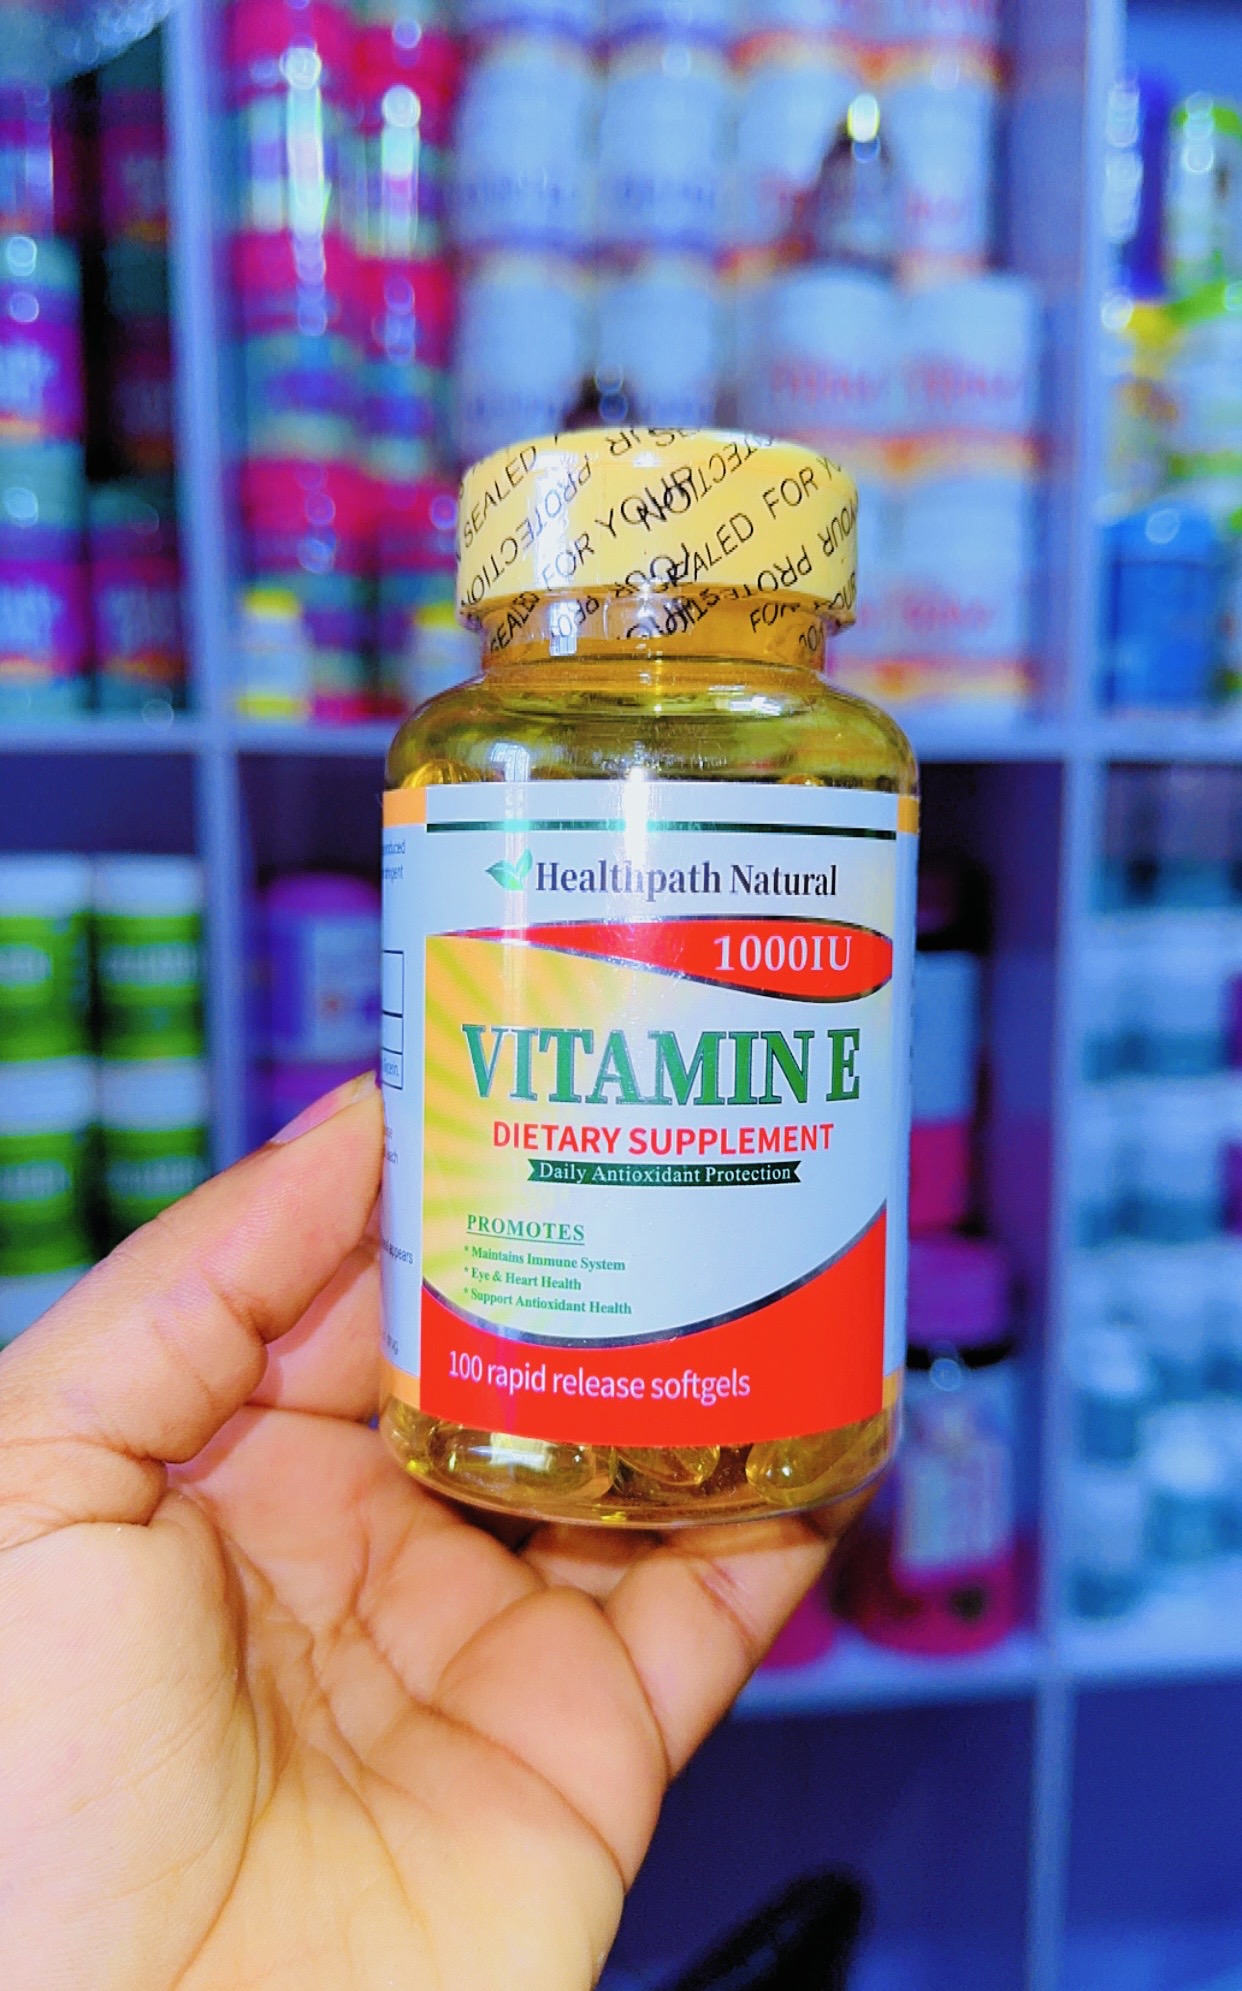 SEALED FOR YOUR PROTECTION
Healthpath Natural
1000IU
VITAMIN E
DIETARY SUPPLEMENT
Daily Antioxidant Protection
PROMOTES
* Maintains Immune System
* Eye & Heart Health
* Support Antioxidant Health
100 rapid release softgels